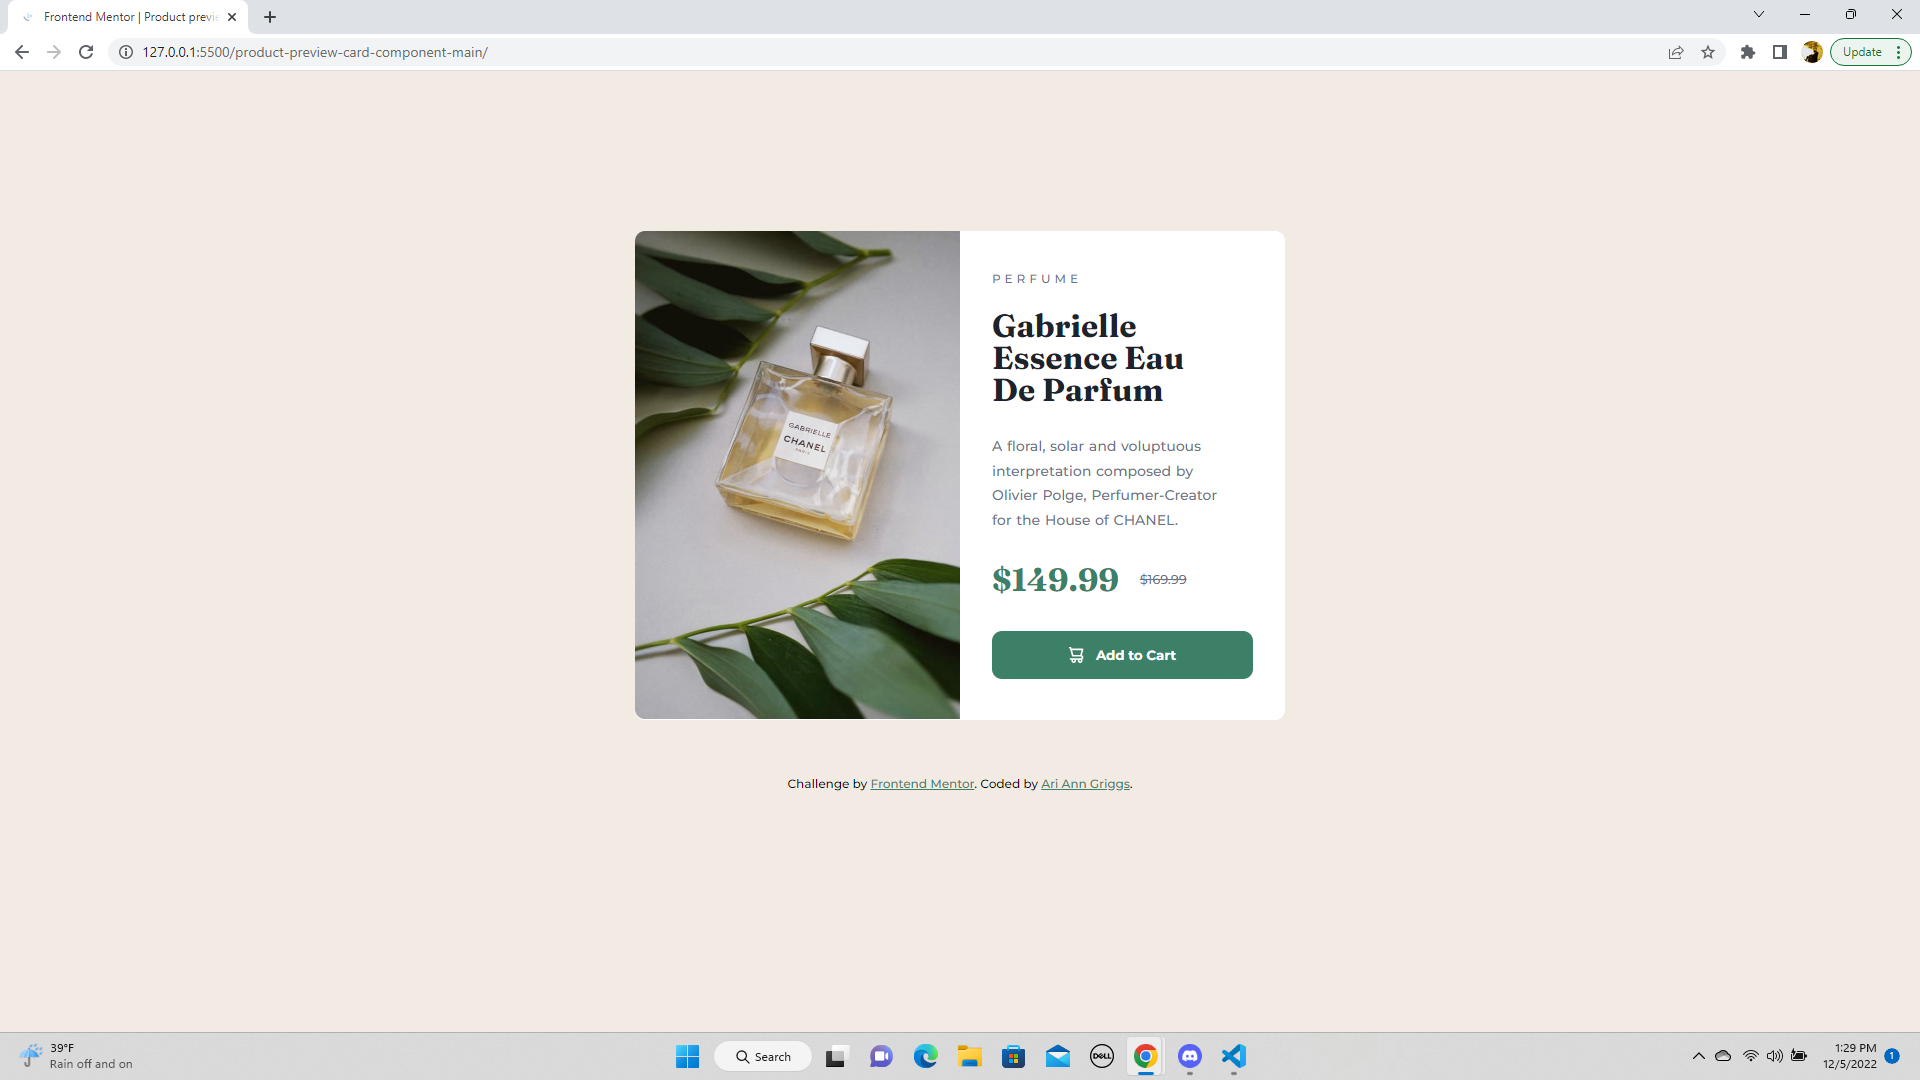 Frontend Mentor | Product previe
127.0.0.1:5500/product-preview-card-component-main/
Update
GABRIELLE
CHANEL
PARIS
PERFUME
Gabrielle
Essence Eau
De Parfum
A floral, solar and voluptuous
interpretation composed by
Olivier Polge, Perfumer-Creator
for the House of CHANEL.
$149.99 $169.99
Add to Cart
Challenge by Frontend Mentor. Coded by Ari Ann Griggs.
39°F
Rain off and on
Search
DELL
1:29 PM
12/5/2022
1